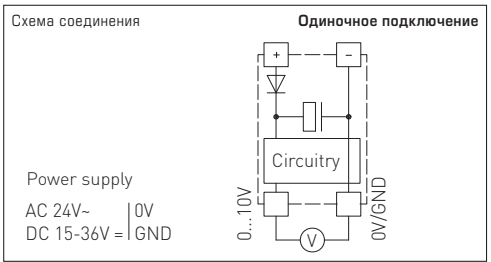 Схема соединения
Одиночное подключение
+ −
Circuitry
Power supply
AC 24V~ 0V
DC 15-36V = GND
0...10V
0V/GND
V